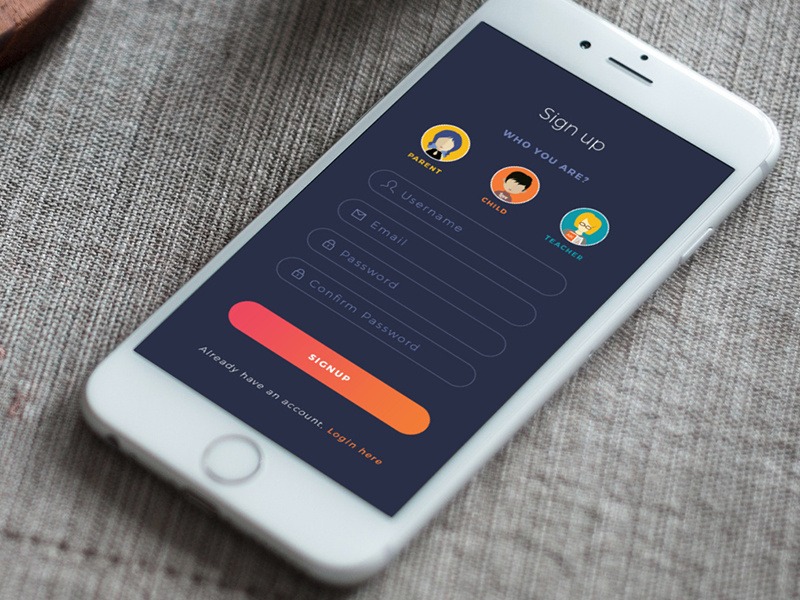 Sign up
WHO YOU ARE?
PARENT
CHILD
TEACHER
Username
Email
Password
Confirm Password
SIGNUP
Already have an account. Login here